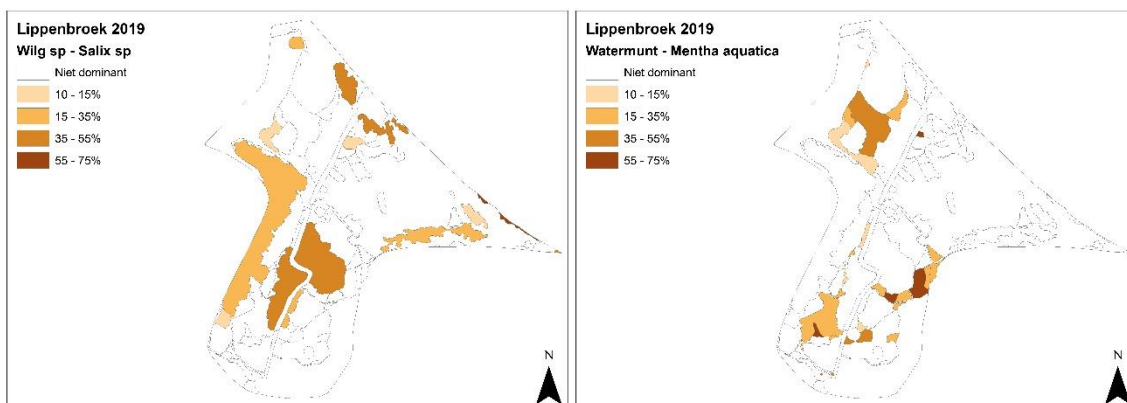 Lippenbroek 2019
Wilg sp - Salix sp
Niet dominant
10 - 15%
15 - 35%
35 - 55%
55 - 75%
N
Lippenbroek 2019
Watermunt - Mentha aquatica
Niet dominant
10 - 15%
15 - 35%
35 - 55%
55 - 75%
N